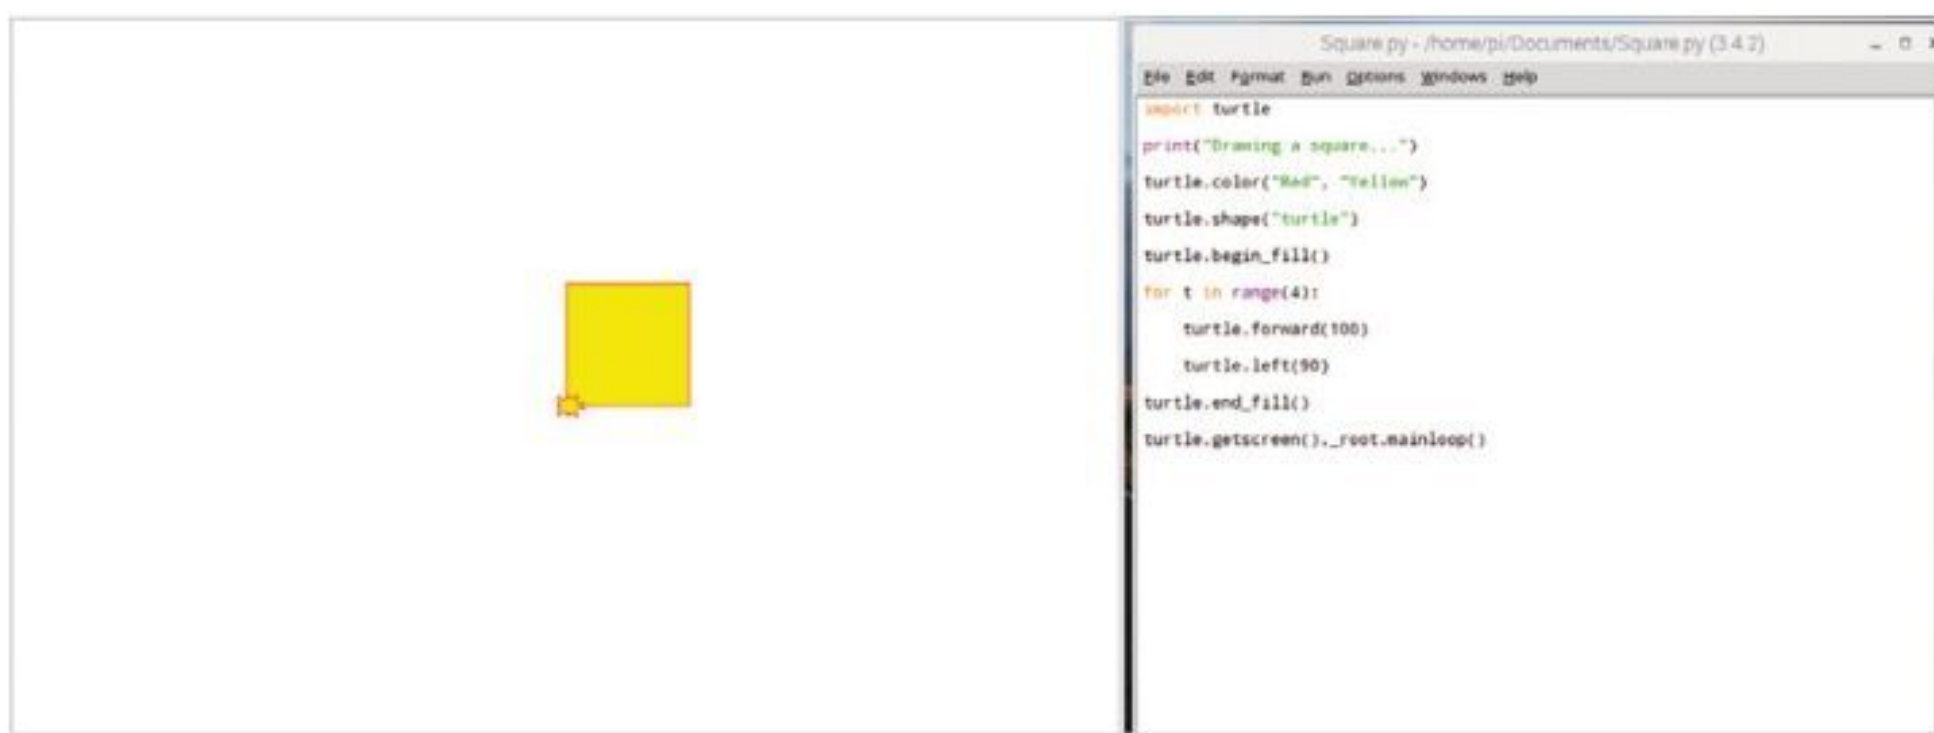 Square.py - /home/pi/Documents/Square.py (3.4.2)
File Edit Format Run Options Windows Help
import turtle
print("Drawing a square...")
turtle.color("Red", "Yellow")
turtle.shape("turtle")
turtle.begin_fill()
for t in range(4):
    turtle.forward(100)
    turtle.left(90)
turtle.end_fill()
turtle.getscreen()._root.mainloop()